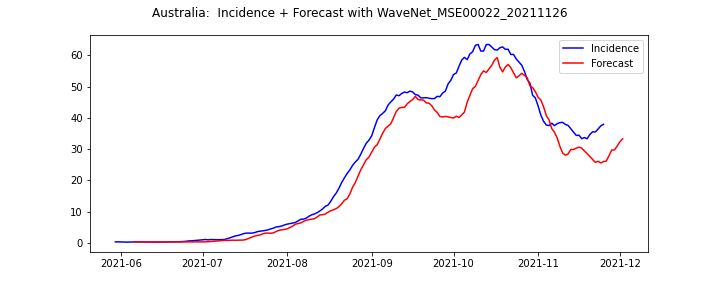 Australia:  Incidence + Forecast with WaveNet_MSE00022_20211126
Incidence
Forecast
60
50
40
30
20
10
0
2021-06 2021-07 2021-08 2021-09 2021-10 2021-11 2021-12